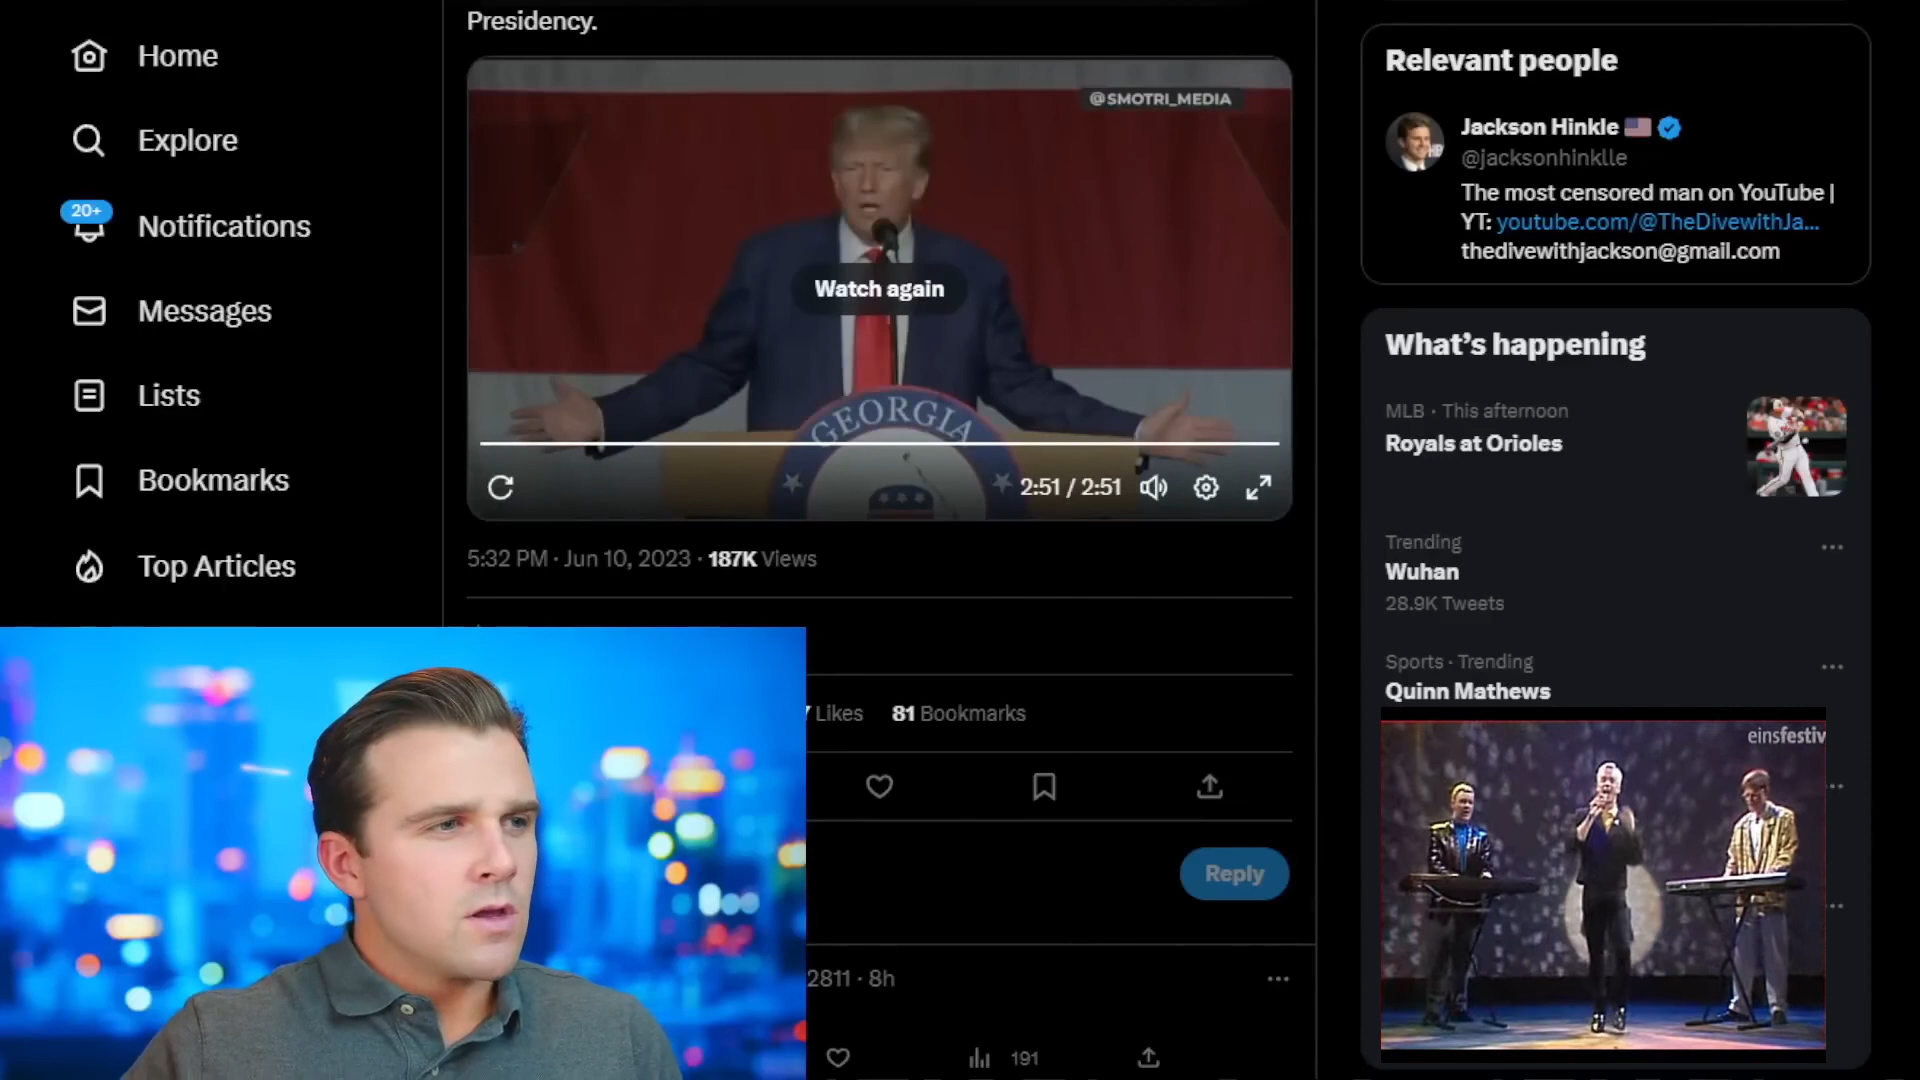 Home
Explore
20+
Notifications
Messages
Lists
Bookmarks
Top Articles
Presidency.
@SMOTRI_MEDIA
Watch again
GEORGIA
2:51 / 2:51
5:32 PM · Jun 10, 2023 · 187K Views
Likes 81 Bookmarks
Reply
2811 · 8h
191
Relevant people
Jackson Hinkle
@jacksonhinklle
The most censored man on YouTube |
YT: youtube.com/@TheDivewithJa...
thedivewithjackson@gmail.com
What's happening
MLB · This afternoon
Royals at Orioles
Trending
Wuhan
28.9K Tweets
Sports · Trending
Quinn Mathews
einsfestiv